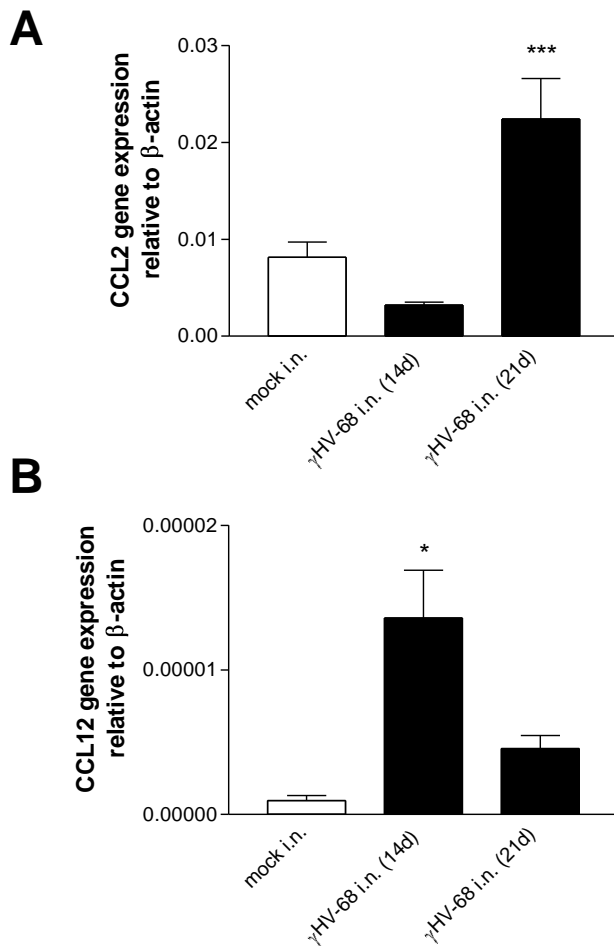 A
CCL2 gene expression
relative to β-actin
0.03
0.02
0.01
0.00
***
mock i.n.
γHV-68 i.n. (14d)
γHV-68 i.n. (21d)
B
CCL12 gene expression
relative to β-actin
0.00002
0.00001
0.00000
*
mock i.n.
γHV-68 i.n. (14d)
γHV-68 i.n. (21d)